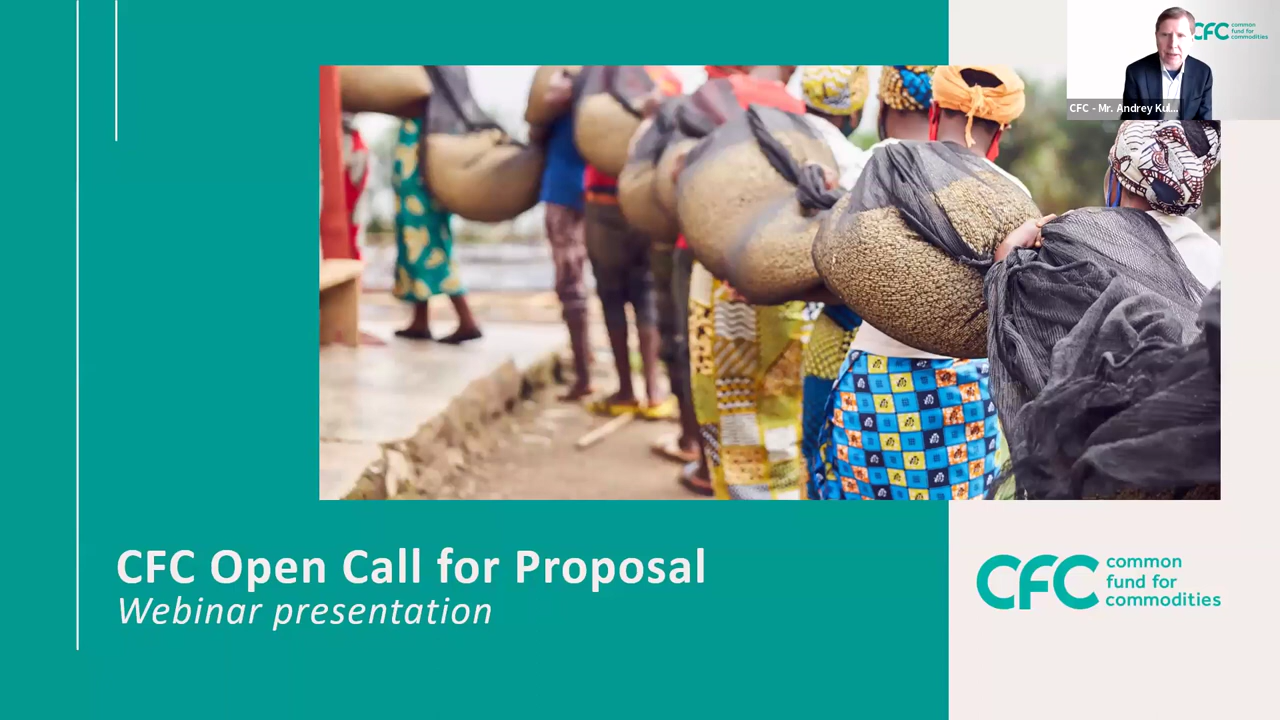 common
fund for
commodities
CFC
CFC - Mr. Andrey Kul...
CFC Open Call for Proposal
Webinar presentation
CFC
common
fund for
commodities